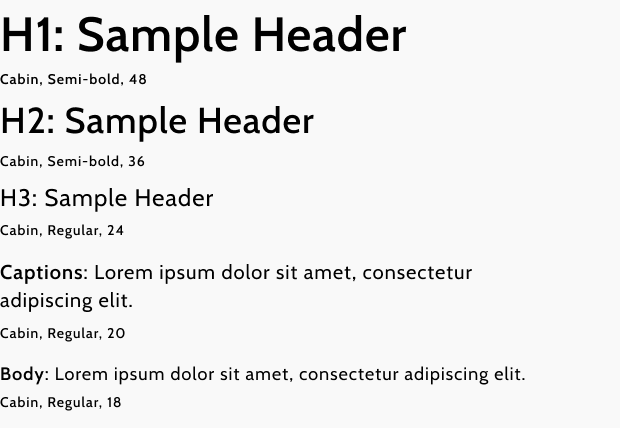 H1: Sample Header
Cabin, Semi-bold, 48
H2: Sample Header
Cabin, Semi-bold, 36
H3: Sample Header
Cabin, Regular, 24
Captions: Lorem ipsum dolor sit amet, consectetur
adipiscing elit.
Cabin, Regular, 20
Body: Lorem ipsum dolor sit amet, consectetur adipiscing elit.
Cabin, Regular, 18